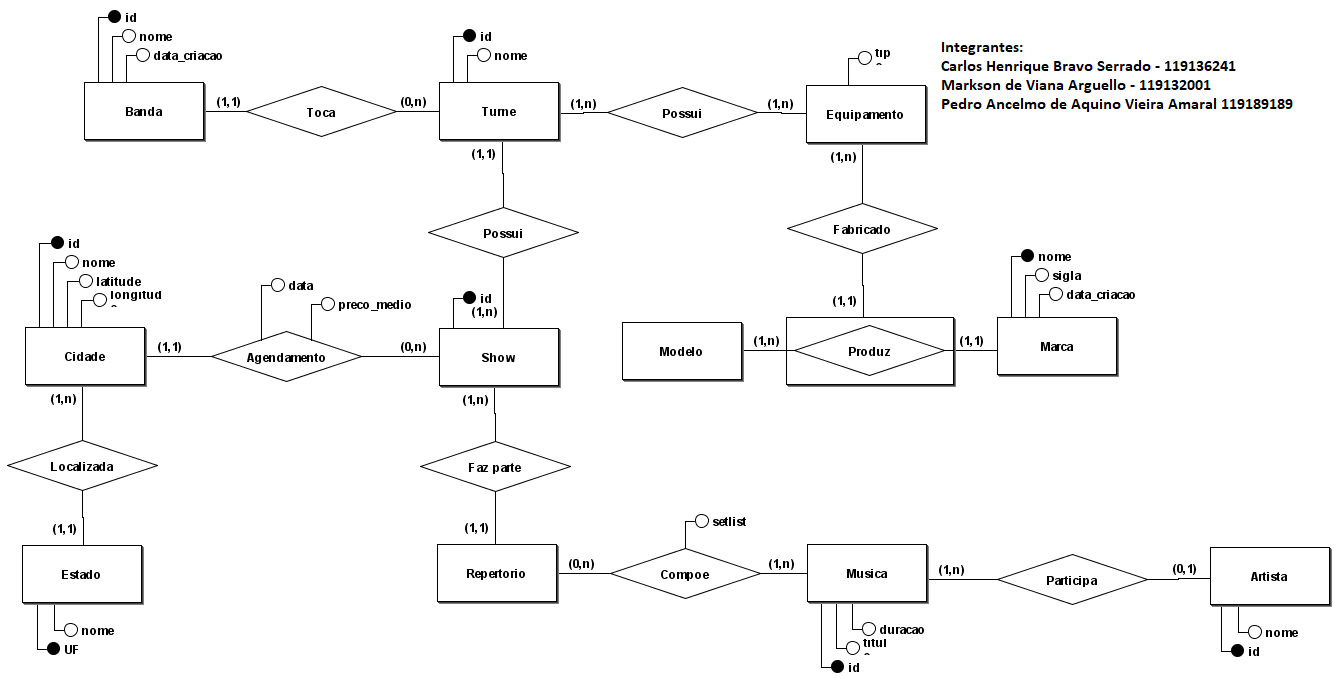 id
nome
data_criacao
Banda
(1,1)
Toca
(0,n)
id
nome
Turne
(1,n)
Possui
(1,n)
Equipamento
Integrantes:
Carlos Henrique Bravo Serrado - 119136241
Markson de Viana Arguello - 119132001
Pedro Ancelmo de Aquino Vieira Amaral 119189189
(1,1)
Possui
(1,n)
Fabricado
(1,1)
id
nome
latitude
Cidade
(1,1)
data
preco_medio
Agendamento
(0,n)
id
(1,n)
Show
Modelo
(1,n)
Produz
(1,1)
nome
sigla
data_criacao
Marca
(1,n)
Localizada
(1,1)
Estado
nome
UF
(1,n)
Faz parte
(1,1)
Repertorio
(0,n)
setlist
Compoe
(1,n)
Musica
duracao
id
(1,n)
Participa
(0,1)
Artista
nome
id